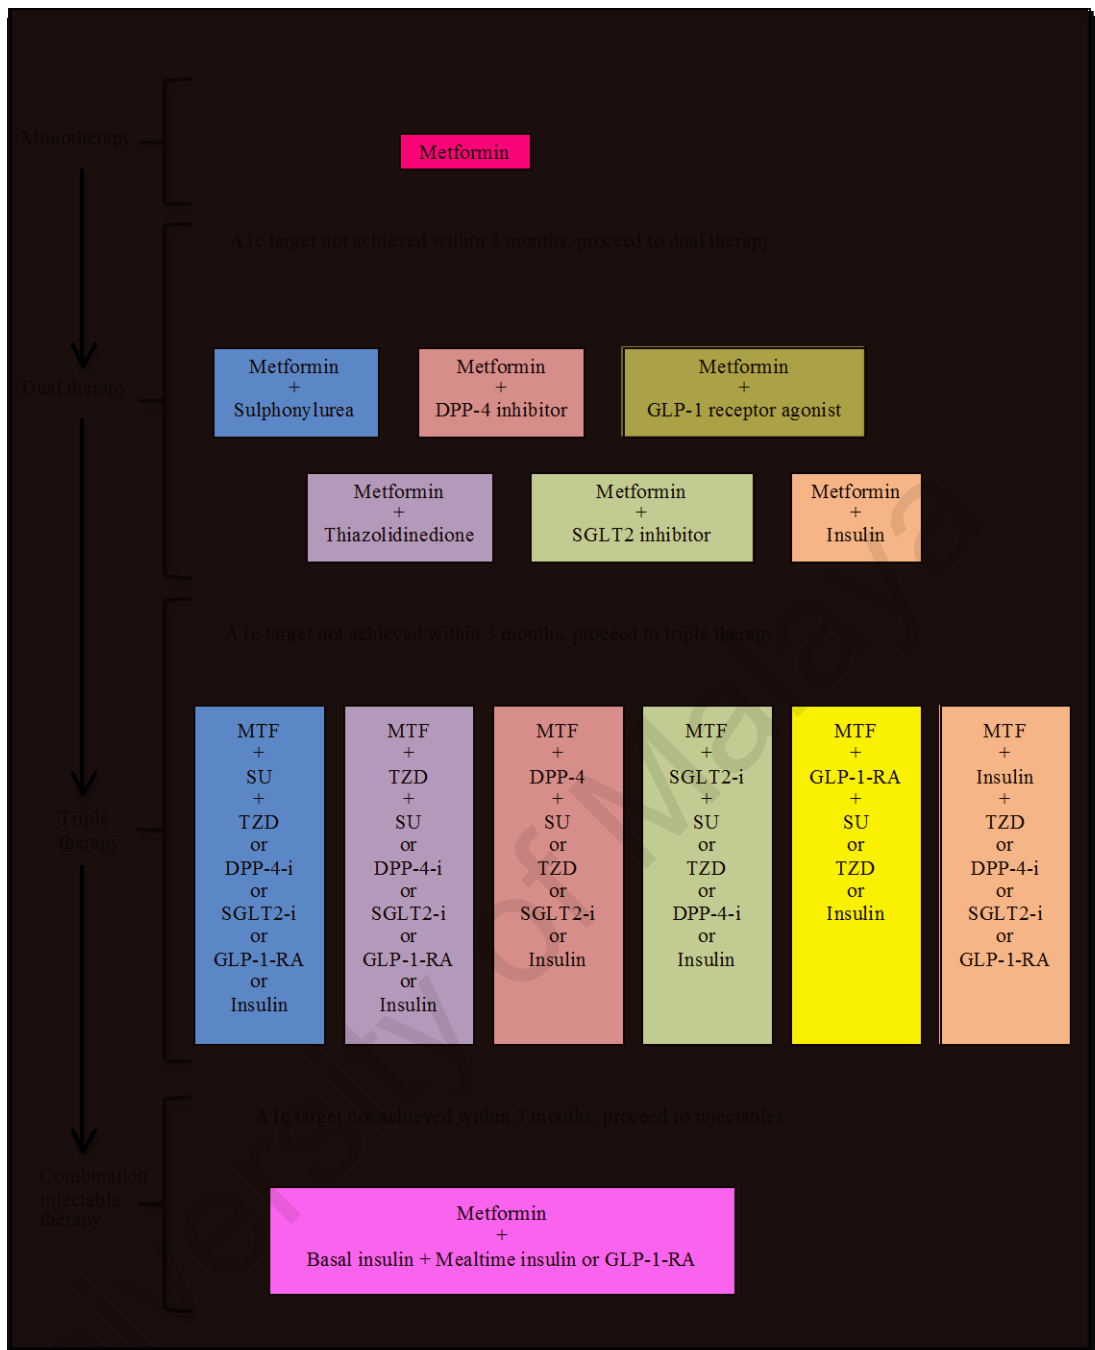 Monotherapy
Metformin
A1c target not achieved within 3 months, proceed to dual therapy
Dual therapy
Metformin
+
Sulphonylurea
Metformin
+
DPP-4 inhibitor
Metformin
+
GLP-1 receptor agonist
Metformin
+
Thiazolidinedione
Metformin
+
SGLT2 inhibitor
Metformin
+
Insulin
A1c target not achieved within 3 months, proceed to triple therapy
Triple
therapy
MTF
+
SU
+
TZD
or
DPP-4-i
or
SGLT2-i
or
GLP-1-RA
or
Insulin
MTF
+
TZD
+
SU
or
DPP-4-i
or
SGLT2-i
or
GLP-1-RA
or
Insulin
MTF
+
DPP-4
+
SU
or
TZD
or
SGLT2-i
or
Insulin
MTF
+
SGLT2-i
+
SU
or
TZD
or
DPP-4-i
or
Insulin
MTF
+
GLP-1-RA
+
SU
or
TZD
or
Insulin
MTF
+
Insulin
+
TZD
or
DPP-4-i
or
SGLT2-i
or
GLP-1-RA
A1c target not achieved within 3 months, proceed to injectables
Combination
injectable
therapy
Metformin
+
Basal insulin + Mealtime insulin or GLP-1-RA
iversity of Malaya